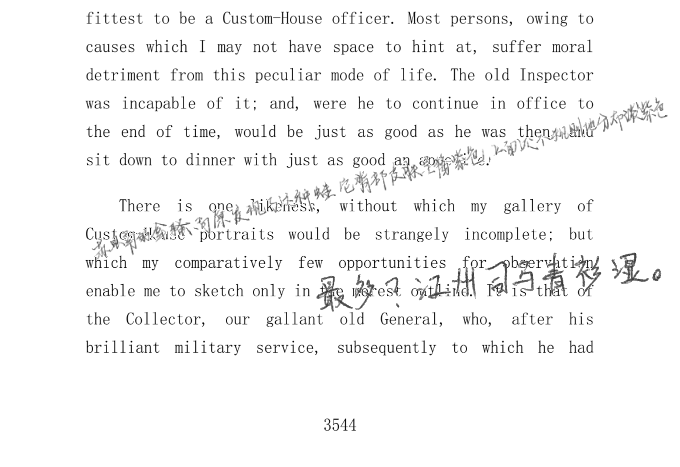 fittest to be a Custom-House officer. Most persons, owing to
causes which I may not have space to hint at, suffer moral
detriment from this peculiar mode of life. The old Inspector
was incapable of it; and, were he to continue in office to
the end of time, would be just as good as he was then, and
sit down to dinner with just as good an appetite.
There is one likeness, without which my gallery of
Custom-House portraits would be strangely incomplete; but
which my comparatively few opportunities for observation
enable me to sketch only in the merest outline. It is that of
the Collector, our gallant old General, who, after his
brilliant military service, subsequently to which he had
最多?江州司马青衫湿。
3544